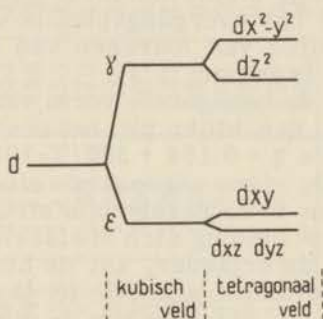 dx²-y²
γ
dz²
d
dxy
ε
dxz dyz
kubisch tetragonaal
veld veld